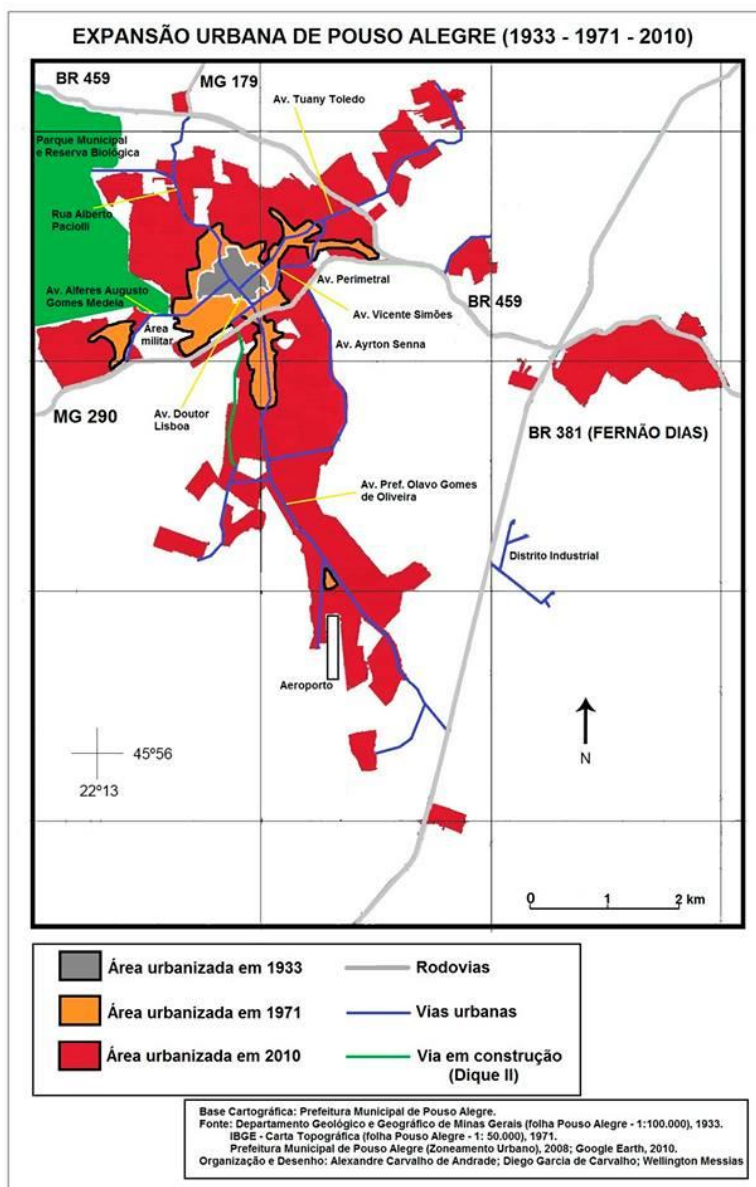 EXPANSÃO URBANA DE POUSO ALEGRE (1933 - 1971 - 2010)
BR 459
MG 179
Av. Tuany Toledo
Parque Municipal
e Reserva Biológica
Rua Alberto
Paciolli
Av. Perimetral
BR 459
Av. Alferes Augusto
Gomes Medela
Av. Vicente Simões
Área
militar
Av. Ayrton Senna
MG 290
Av. Doutor
Lisboa
BR 381 (FERNÃO DIAS)
Av. Pref. Olavo Gomes
de Oliveira
Distrito Industrial
Aeroporto
45º56
22º13
N
0 1 2 km
Área urbanizada em 1933
Rodovias
Área urbanizada em 1971
Vias urbanas
Área urbanizada em 2010
Via em construção
(Dique II)
Base Cartográfica: Prefeitura Municipal de Pouso Alegre.
Fonte: Departamento Geológico e Geográfico de Minas Gerais (folha Pouso Alegre - 1:100.000), 1933.
IBGE - Carta Topográfica (folha Pouso Alegre - 1: 50.000), 1971.
Prefeitura Municipal de Pouso Alegre (Zoneamento Urbano), 2008; Google Earth, 2010.
Organização e Desenho: Alexandre Carvalho de Andrade; Diego Garcia de Carvalho; Wellington Messias